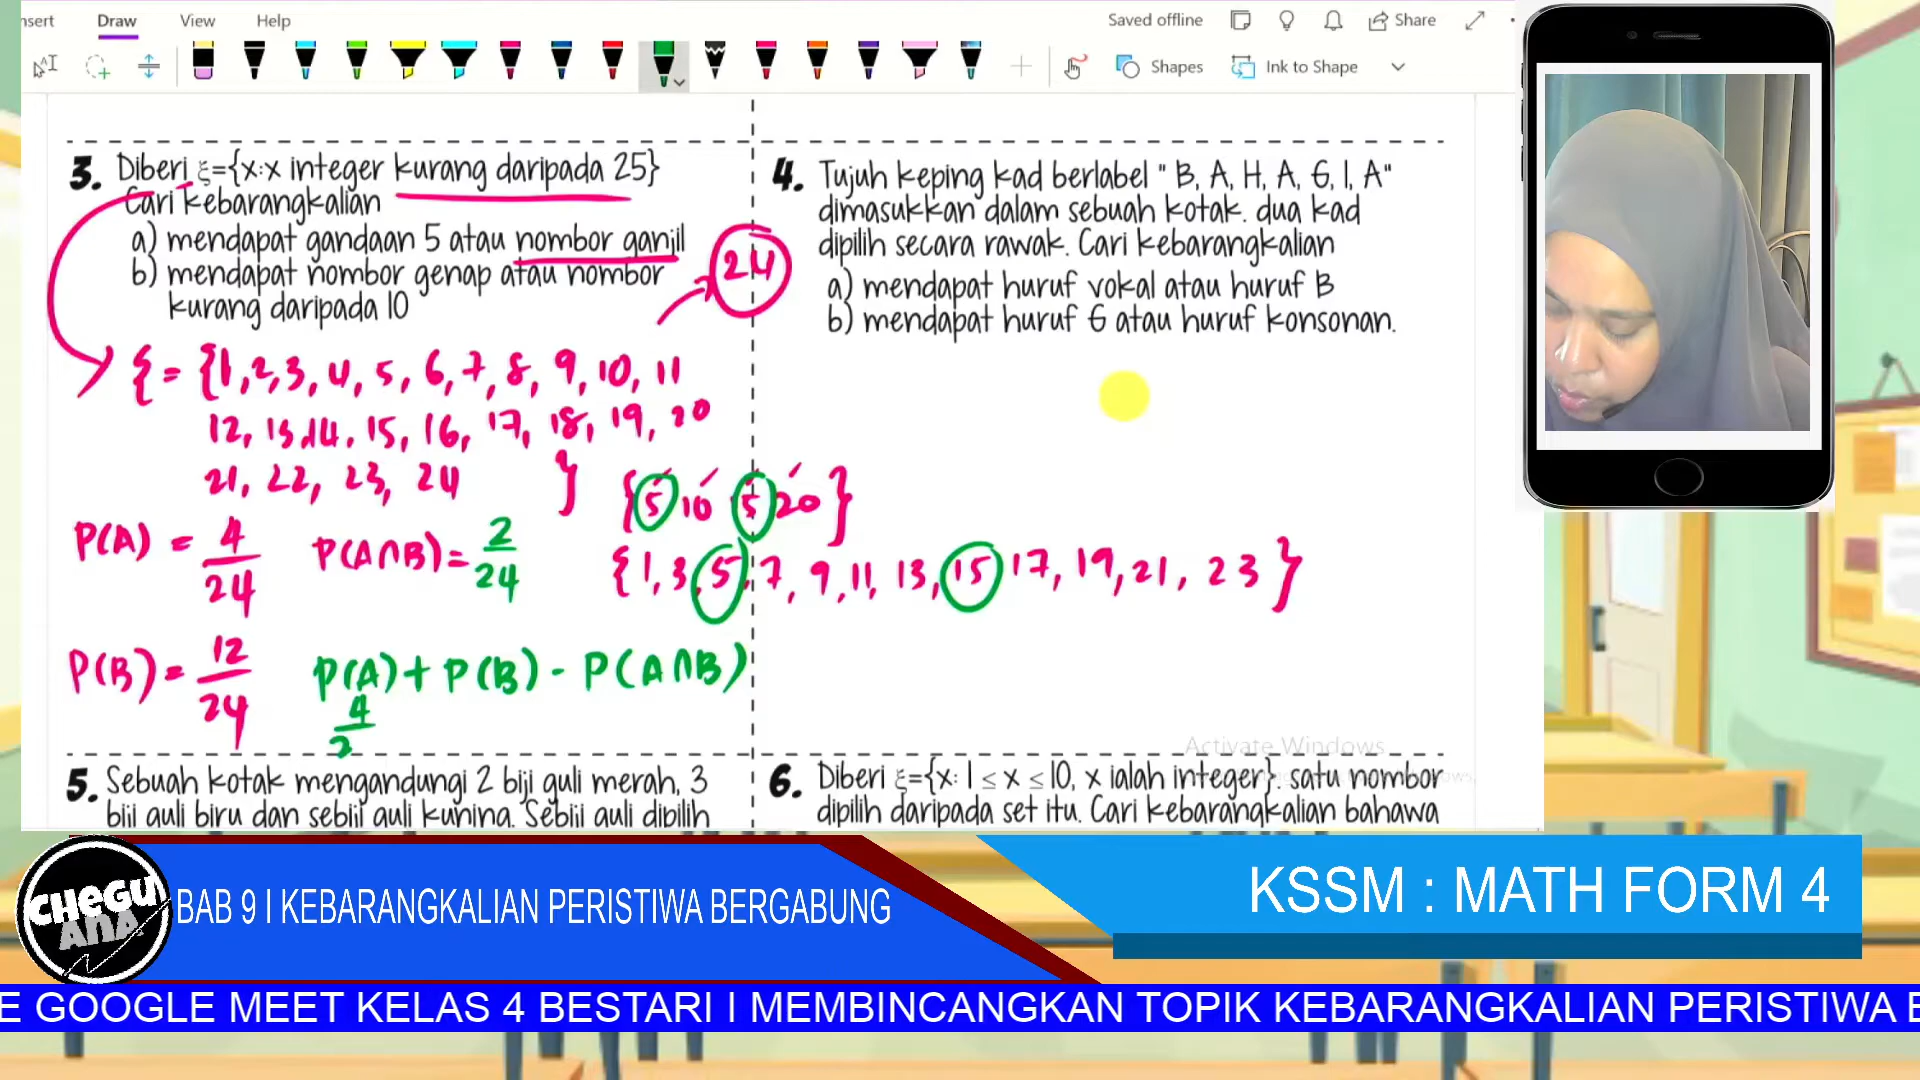 nsert Draw View Help
Saved offline Share
Shapes Ink to Shape
3. Diberi ξ={x:x integer kurang daripada 25}
Cari kebarangkalian
a) mendapat gandaan 5 atau nombor ganjil
b) mendapat nombor genap atau nombor
kurang daripada 10
24
ξ = {1, 2, 3, 4, 5, 6, 7, 8, 9, 10, 11
12, 13, 14, 15, 16, 17, 18, 19, 20
21, 22, 23, 24 }
{5 10 15 20}
{1, 3, 5, 7, 9, 11, 13, 15 17, 19, 21, 23}
P(A) = 4/24
P(A∩B) = 2/24
P(B) = 12/24
P(A) + P(B) - P(A∩B)
4/2
4. Tujuh keping kad berlabel " B, A, H, A, G, I, A"
dimasukkan dalam sebuah kotak. dua kad
dipilih secara rawak. Cari kebarangkalian
a) mendapat huruf vokal atau huruf B
b) mendapat huruf G atau huruf konsonan.
5. Sebuah kotak mengandungi 2 biji guli merah, 3
biji guli biru dan sebiji guli kuning. Sebiji guli dipilih
6. Diberi ξ={x: 1 ≤ x ≤ 10, x ialah integer}. satu nombor
dipilih daripada set itu. Cari kebarangkalian bahawa
Activate Windows
CHEGU
ANA
BAB 9 I KEBARANGKALIAN PERISTIWA BERGABUNG
KSSM : MATH FORM 4
E GOOGLE MEET KELAS 4 BESTARI I MEMBINCANGKAN TOPIK KEBARANGKALIAN PERISTIWA B